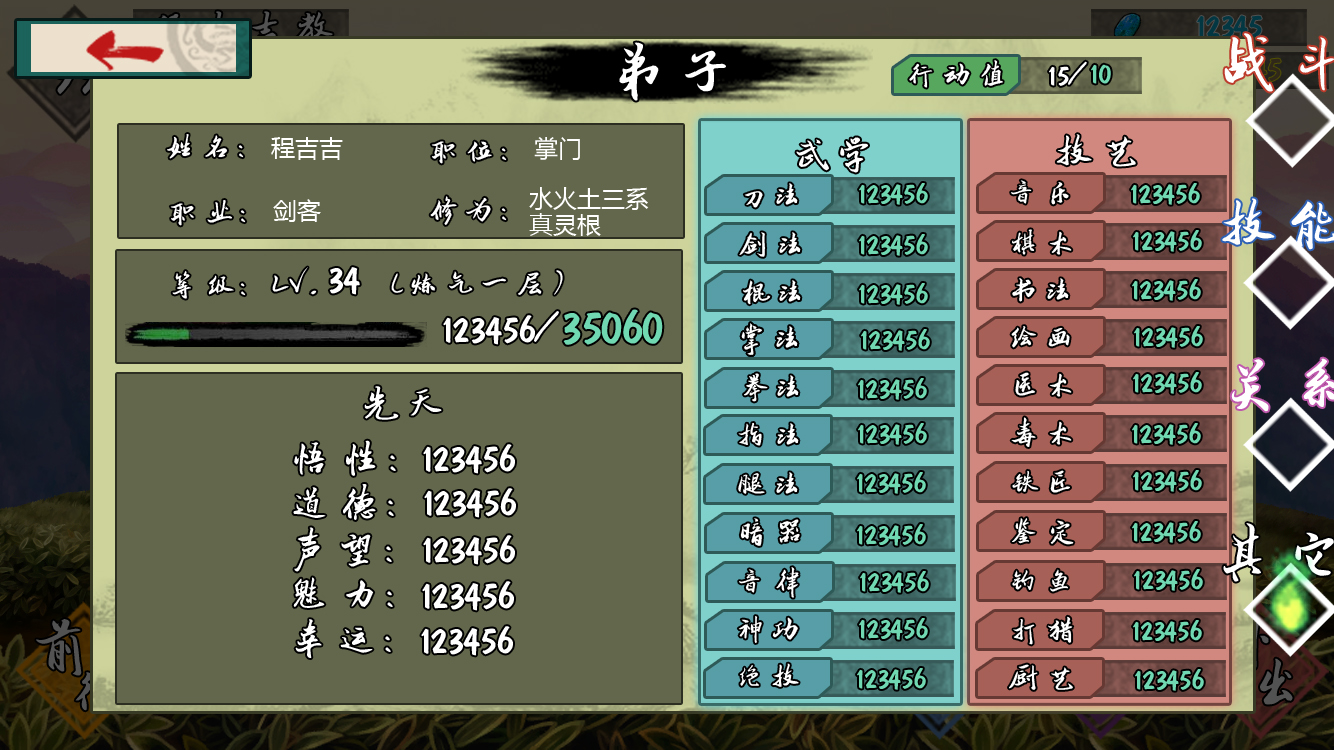 弟子
行动值 15/10
12345
姓名：程吉吉 职位：掌门
职业：剑客 修为：水火土三系
真灵根
等级：LV.34（炼气一层）
123456/35060
先天
悟性：123456
道德：123456
声望：123456
魅力：123456
幸运：123456
武学
刀法 123456
剑法 123456
棍法 123456
掌法 123456
拳法 123456
指法 123456
腿法 123456
暗器 123456
音律 123456
神功 123456
绝技 123456
技艺
音乐 123456
棋术 123456
书法 123456
绘画 123456
医术 123456
毒术 123456
铁匠 123456
鉴定 123456
钓鱼 123456
打猎 123456
厨艺 123456
战斗
技能
关系
其它
前
出